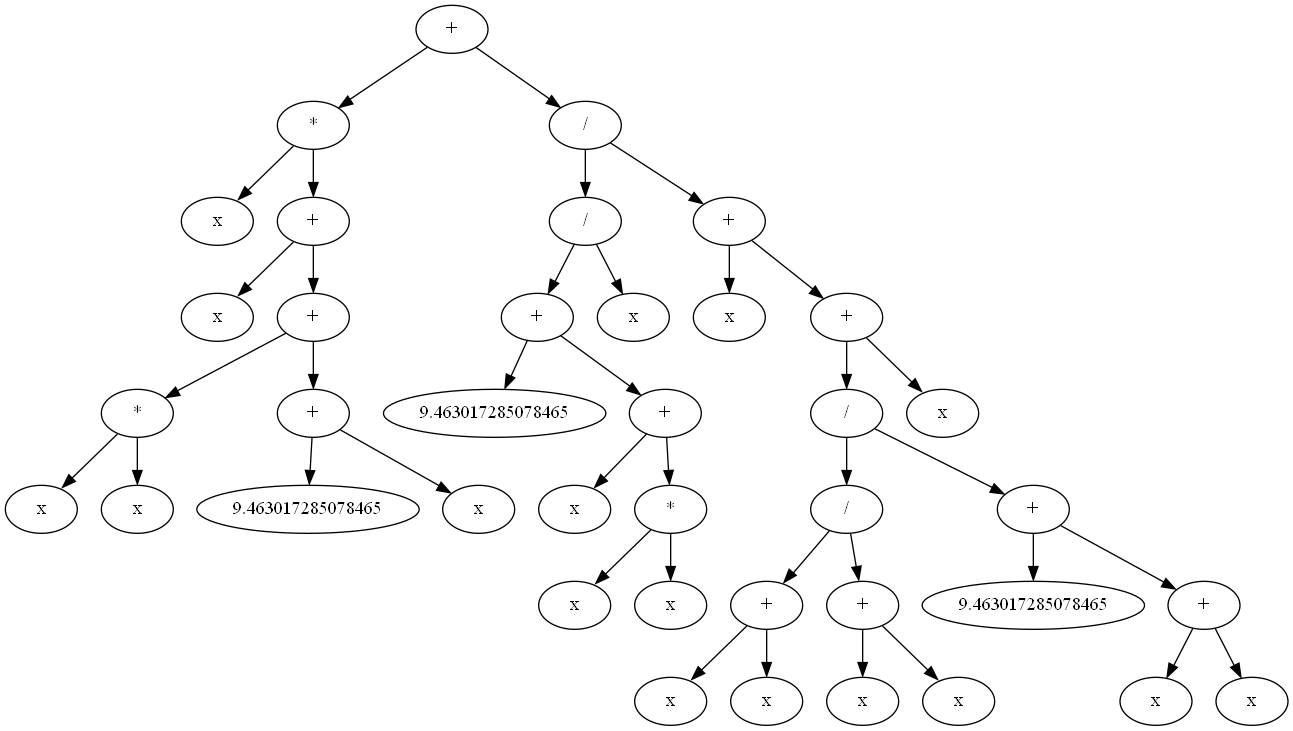 +
* /
x + / +
x + + x x +
* + 9.463017285078465 + / x
x x 9.463017285078465 x x * / +
x x + + 9.463017285078465 +
x x x x x x